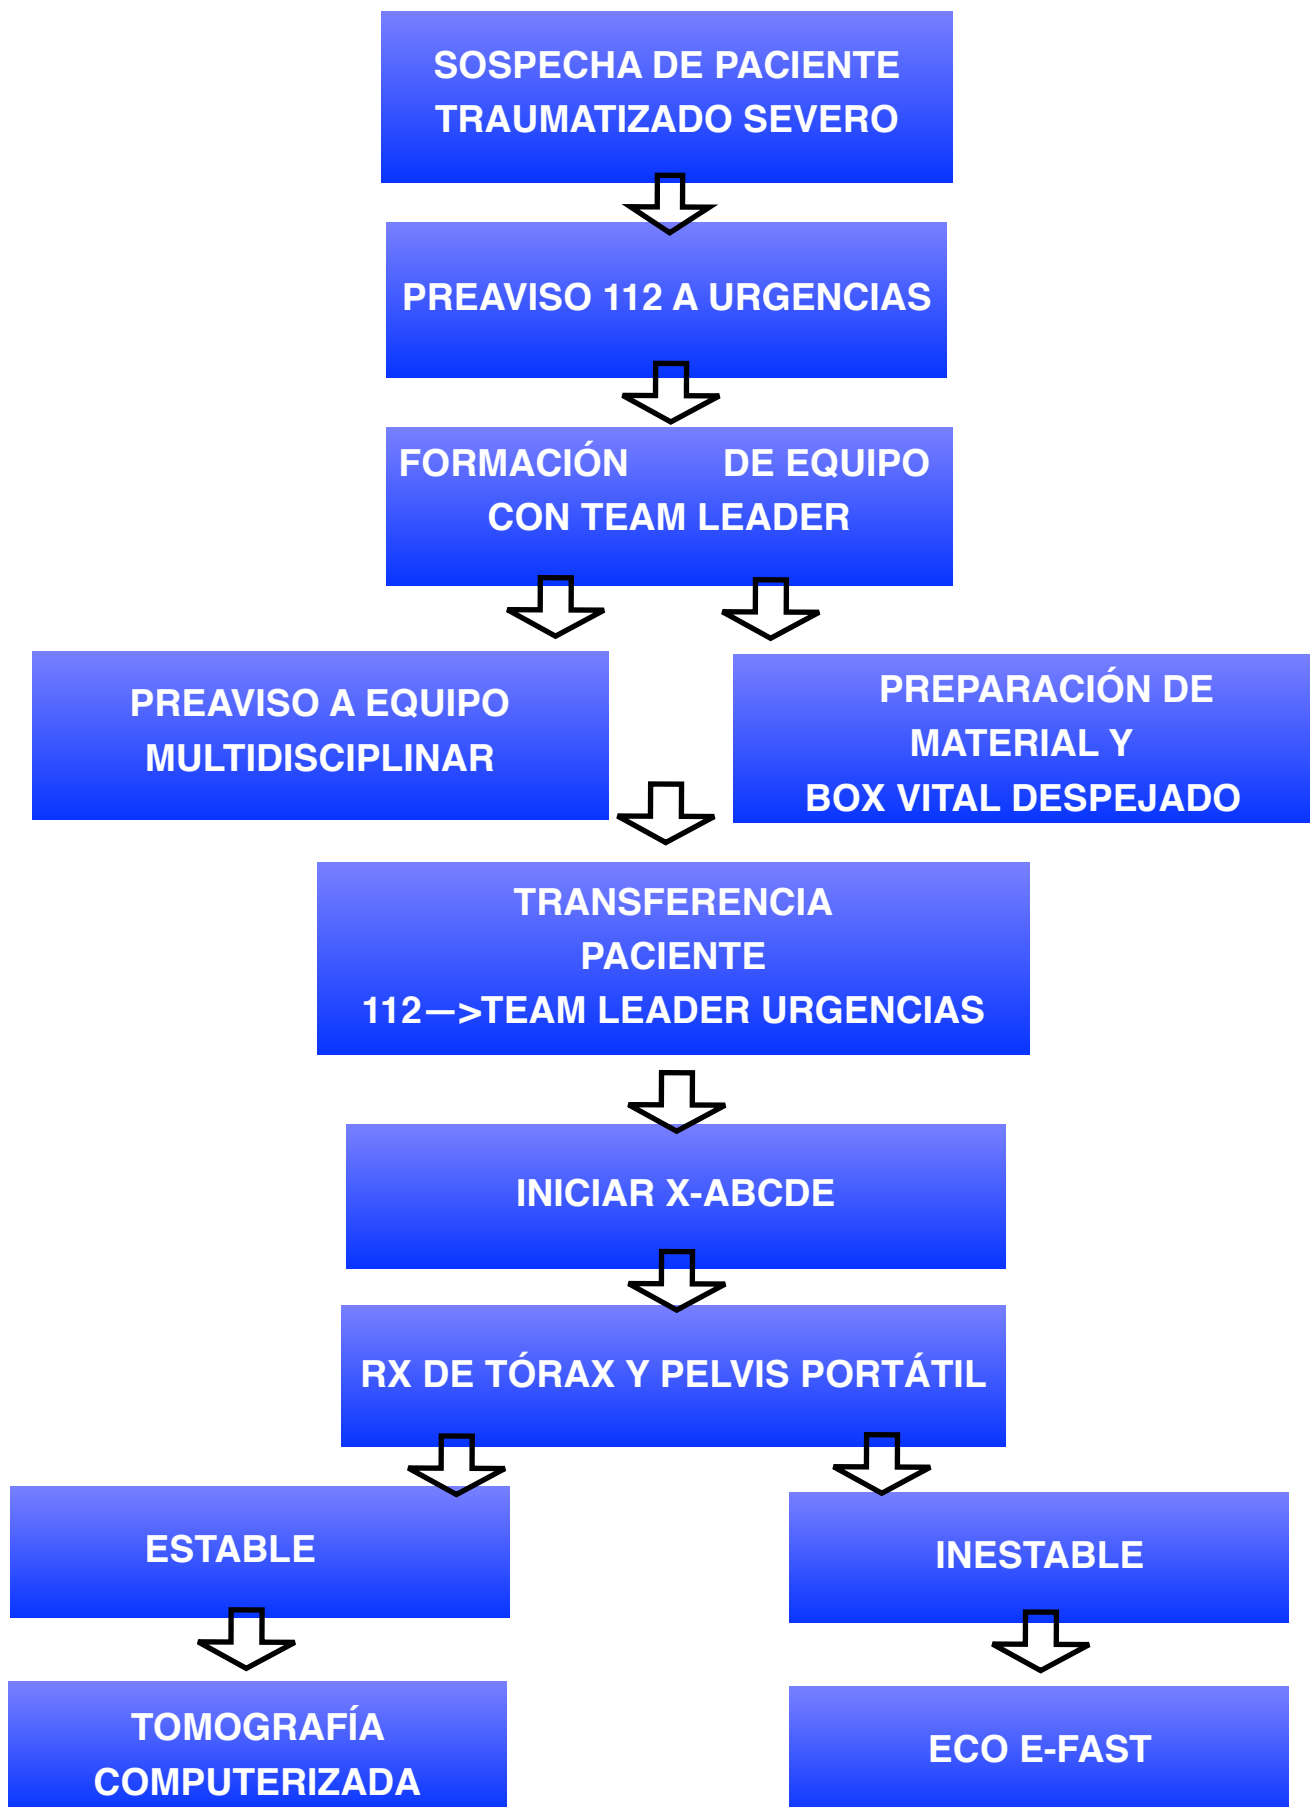 SOSPECHA DE PACIENTE
TRAUMATIZADO SEVERO
PREAVISO 112 A URGENCIAS
FORMACIÓN DE EQUIPO
CON TEAM LEADER
PREAVISO A EQUIPO
MULTIDISCIPLINAR
PREPARACIÓN DE
MATERIAL Y
BOX VITAL DESPEJADO
TRANSFERENCIA
PACIENTE
112—>TEAM LEADER URGENCIAS
INICIAR X-ABCDE
RX DE TÓRAX Y PELVIS PORTÁTIL
ESTABLE
INESTABLE
TOMOGRAFÍA
COMPUTERIZADA
ECO E-FAST